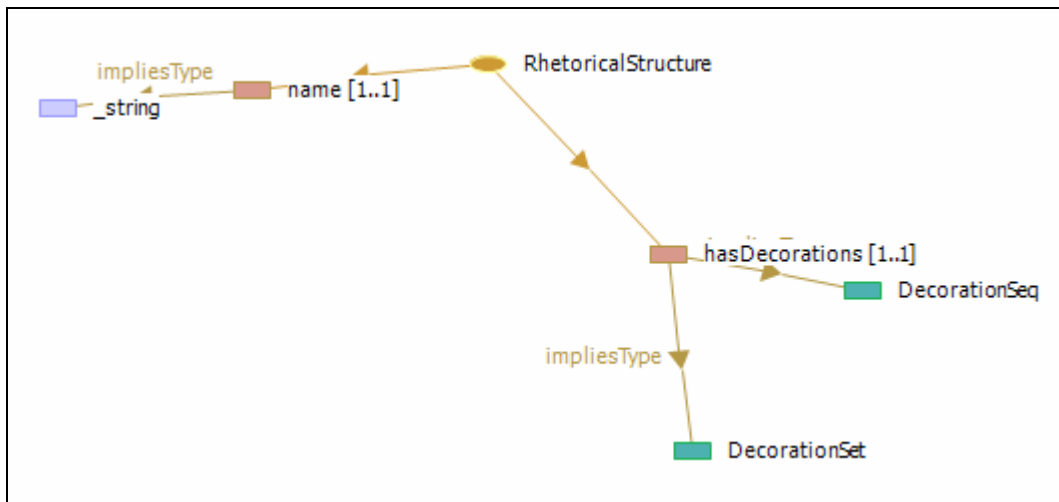 RhetoricalStructure
impliesType
name [1..1]
_string
hasDecorations [1..1]
DecorationSeq
impliesType
DecorationSet